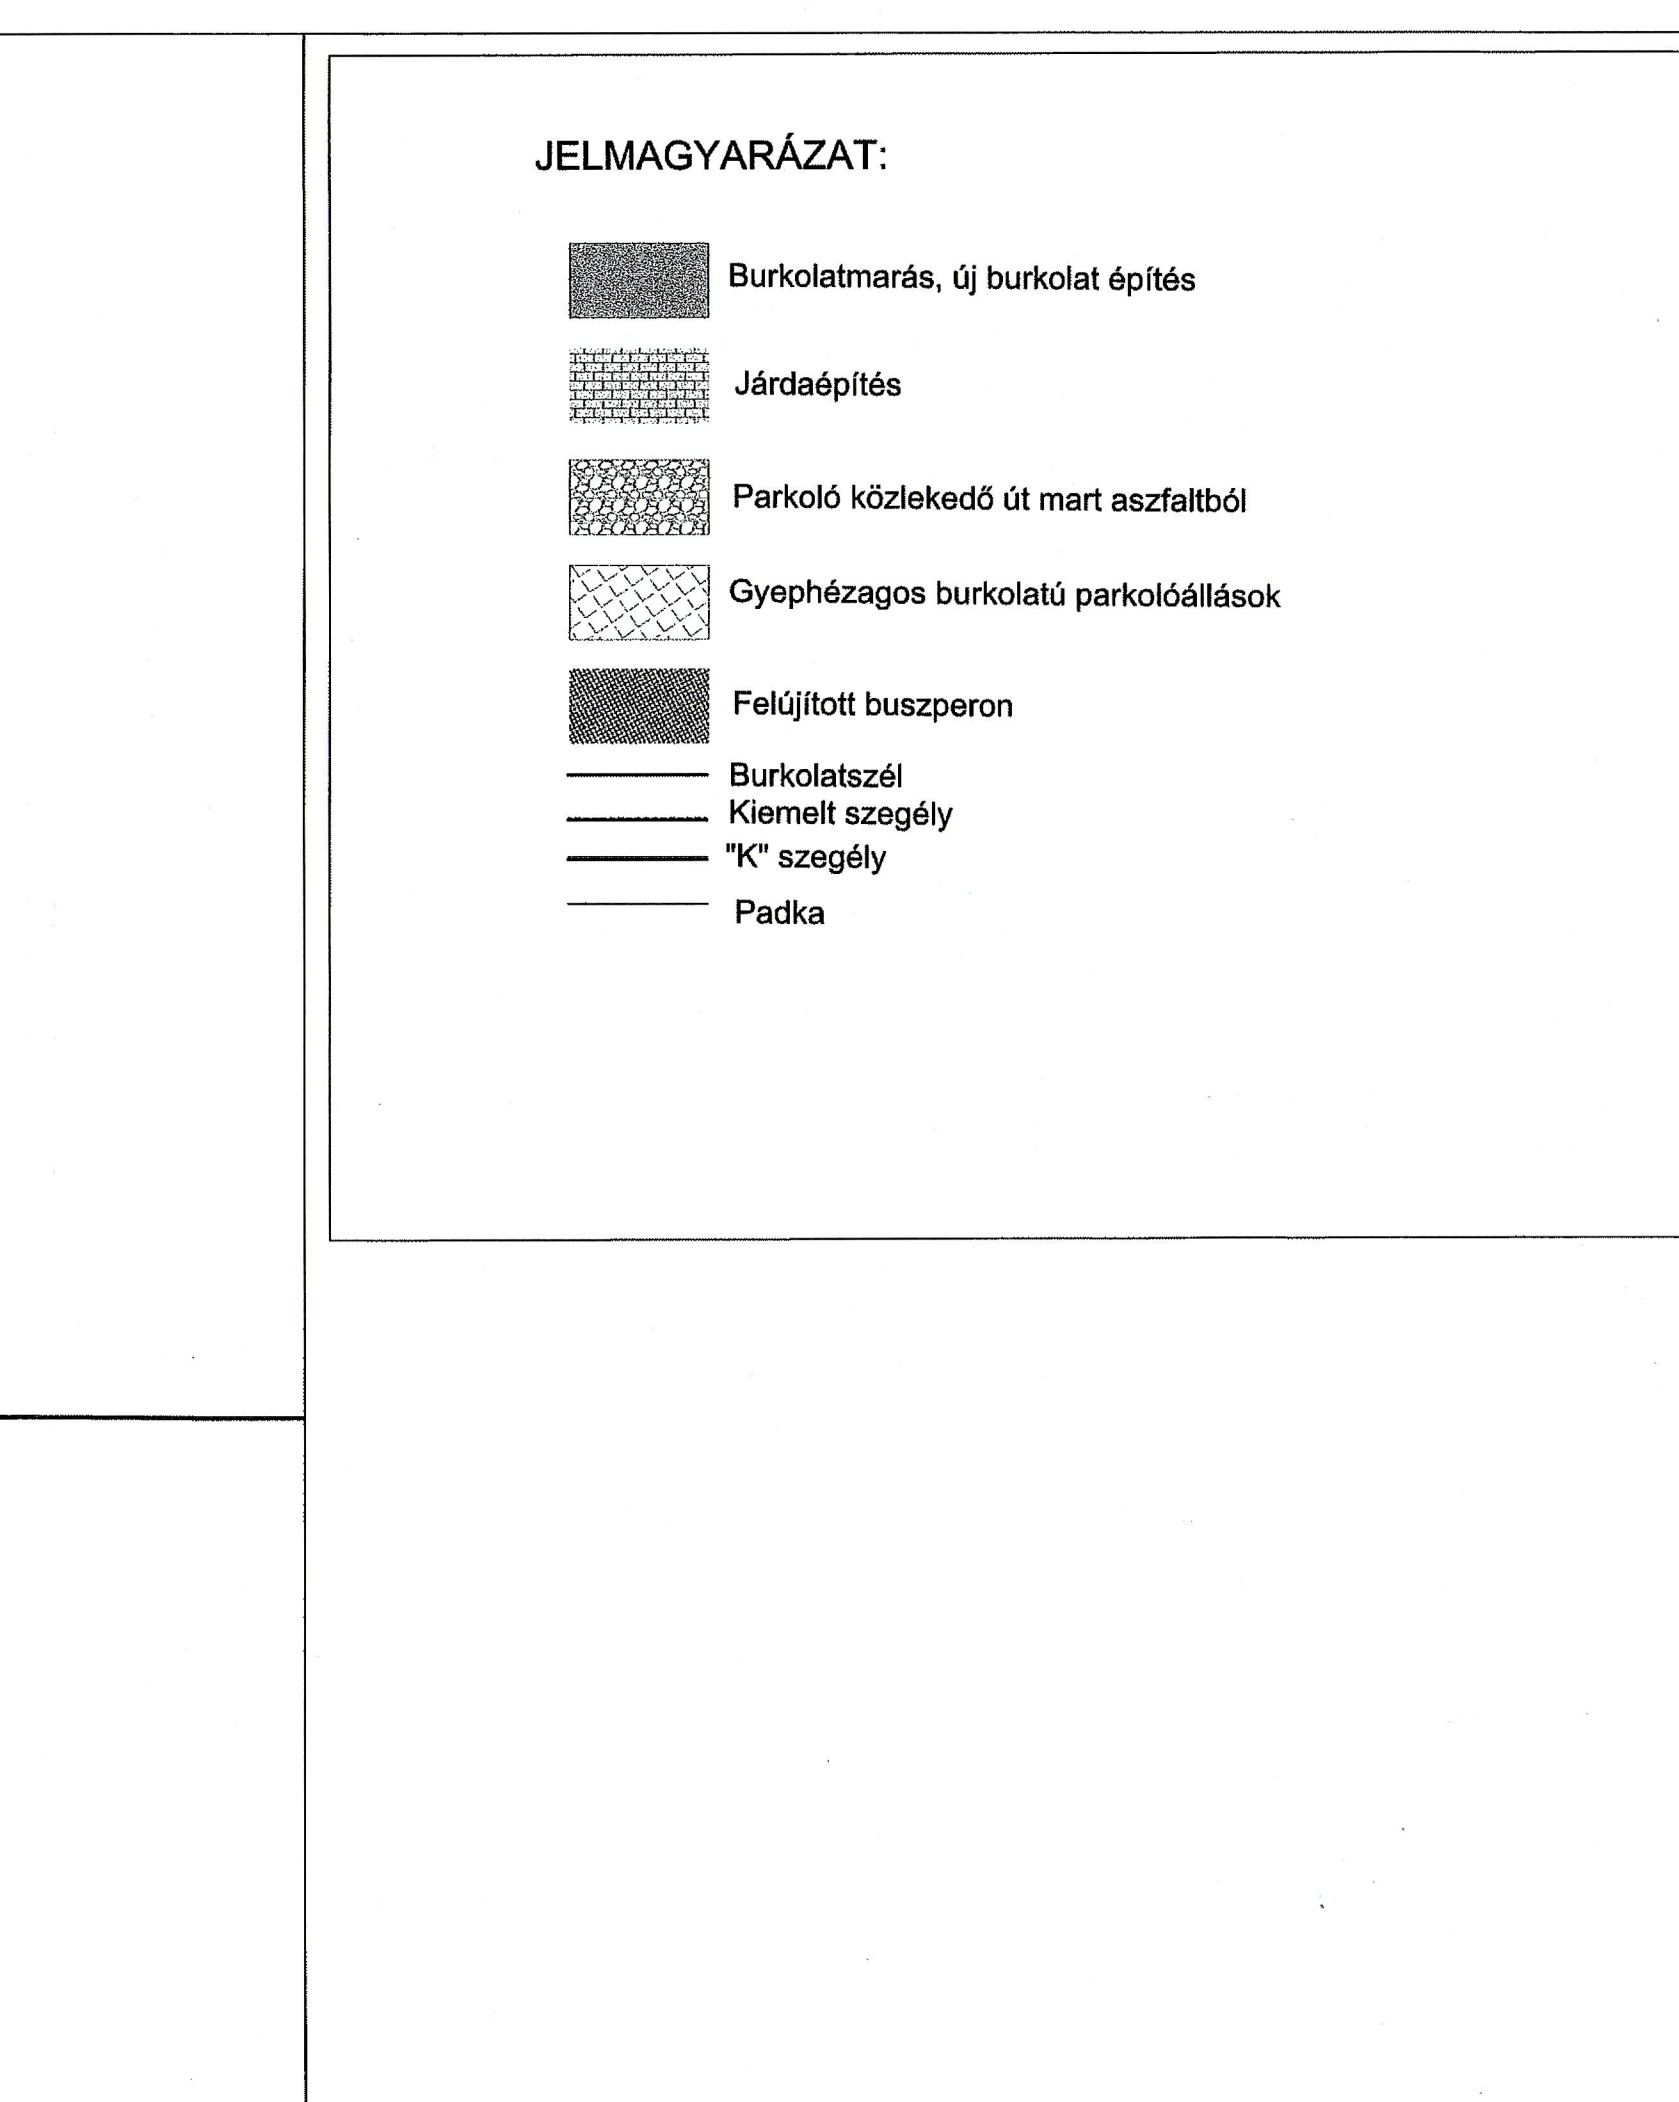 JELMAGYARÁZAT:
Burkolatmarás, új burkolat építés
Járdaépítés
Parkoló közlekedő út mart aszfaltból
Gyephézagos burkolatú parkolóállások
Felújított buszperon
Burkolatszél
Kiemelt szegély
"K" szegély
Padka